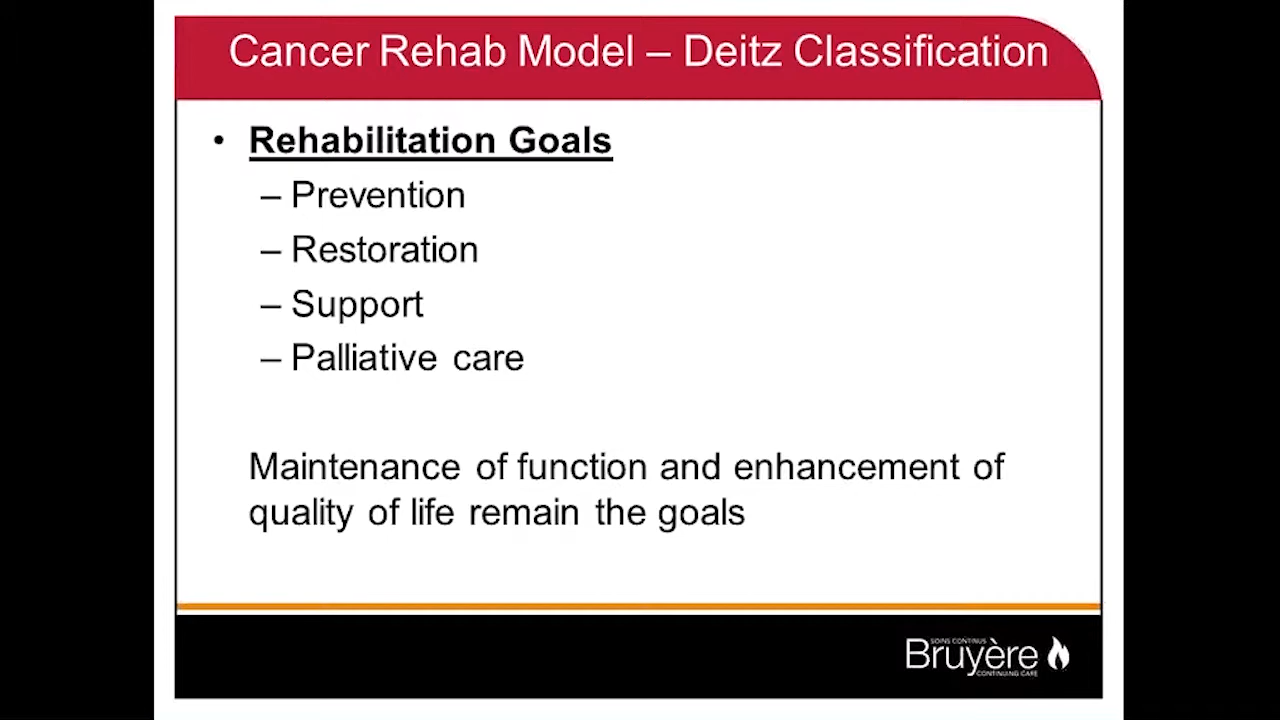 Cancer Rehab Model – Deitz Classification
• Rehabilitation Goals
– Prevention
– Restoration
– Support
– Palliative care
Maintenance of function and enhancement of
quality of life remain the goals
SOINS CONTINUS
Bruyère
CONTINUING CARE